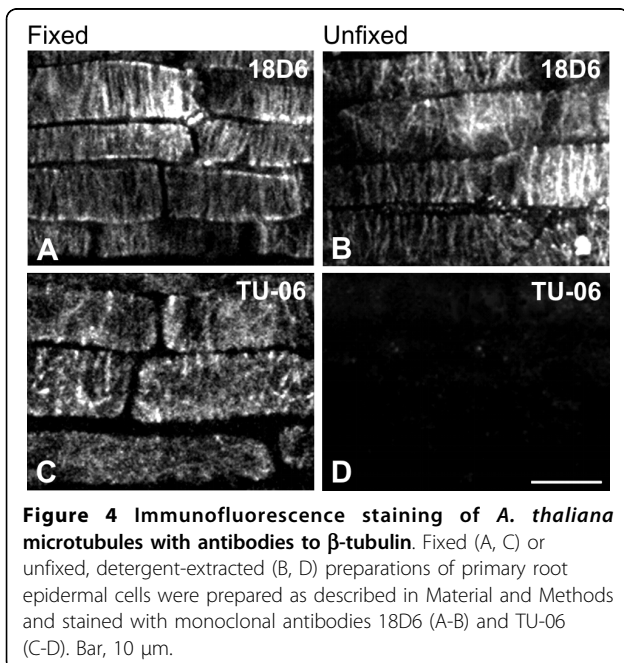 Fixed Unfixed
18D6 18D6
A B
TU-06 TU-06
C D
Figure 4 Immunofluorescence staining of A. thaliana
microtubules with antibodies to β-tubulin. Fixed (A, C) or
unfixed, detergent-extracted (B, D) preparations of primary root
epidermal cells were prepared as described in Material and Methods
and stained with monoclonal antibodies 18D6 (A-B) and TU-06
(C-D). Bar, 10 μm.